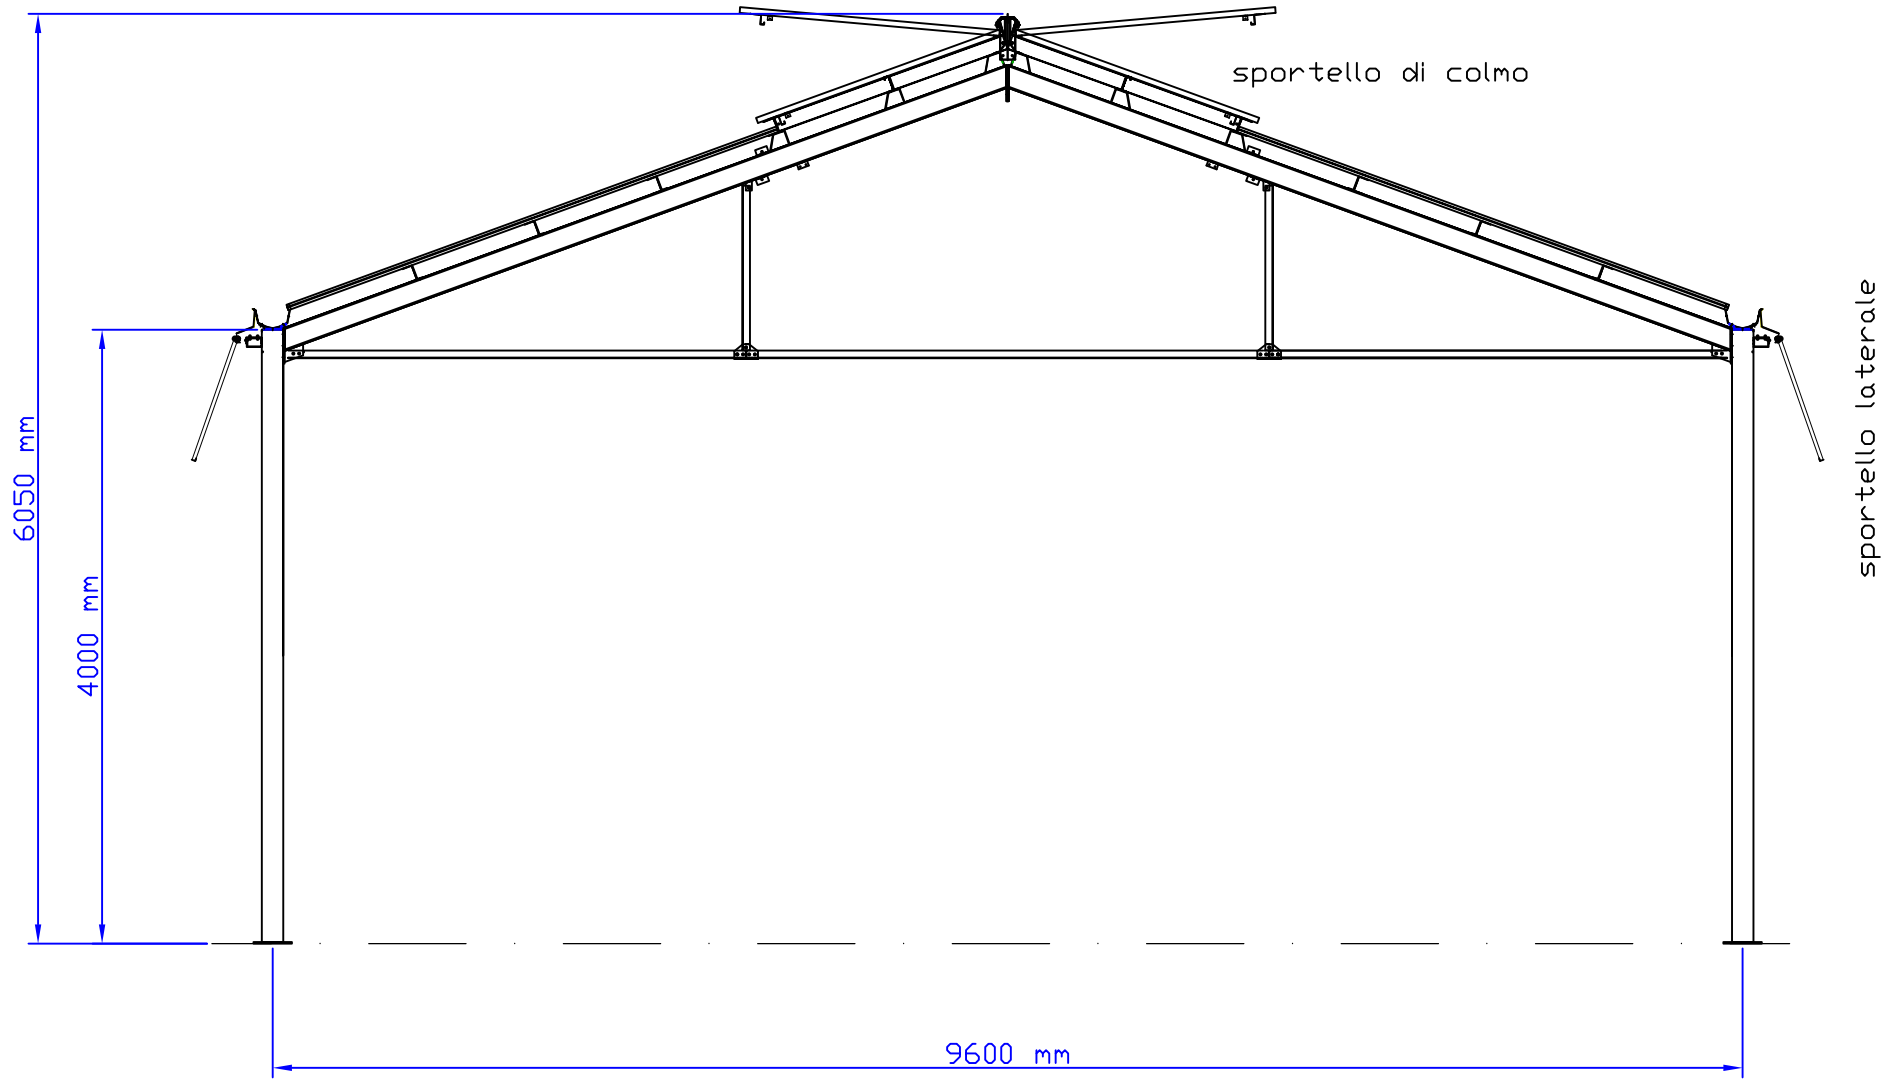 sportello di colmo
sportello laterale
6050 mm
4000 mm
9600 mm